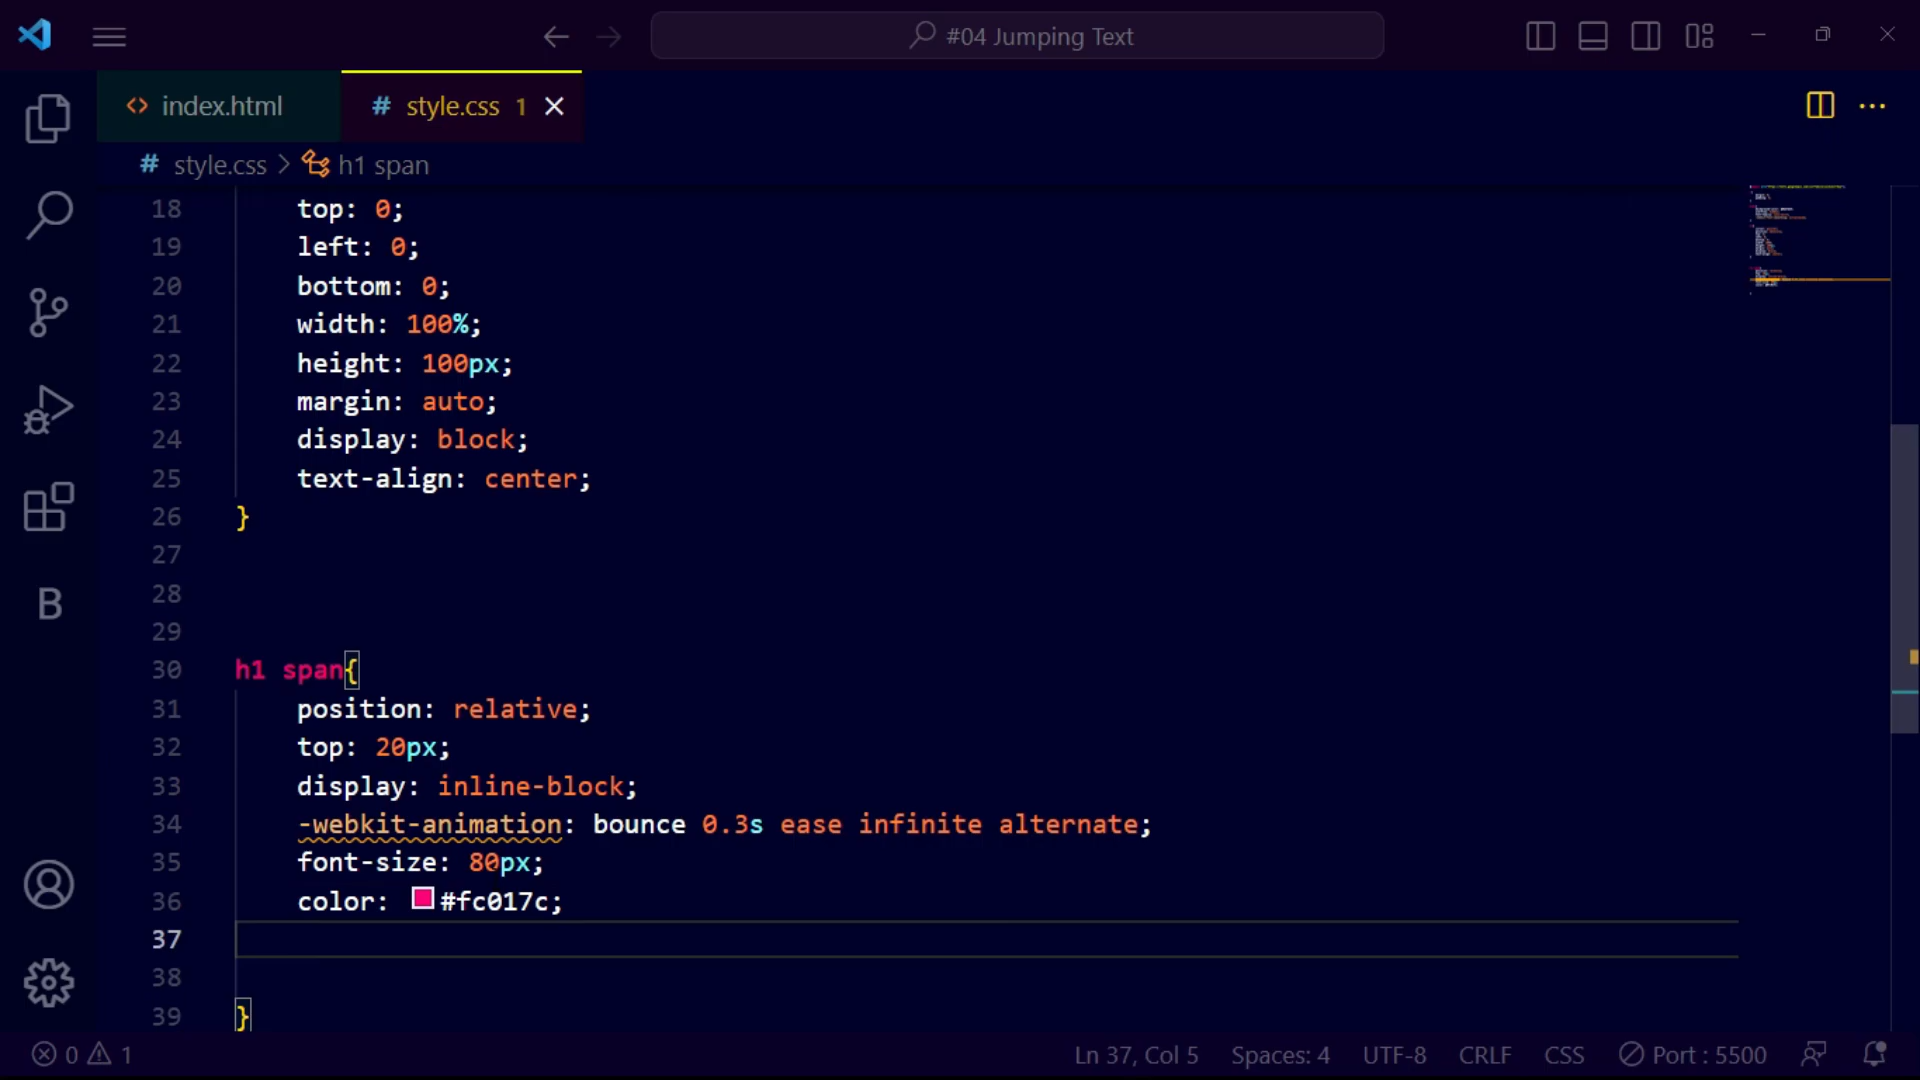 #04 Jumping Text
index.html
# style.css 1
# style.css > h1 span
18 top: 0;
19 left: 0;
20 bottom: 0;
21 width: 100%;
22 height: 100px;
23 margin: auto;
24 display: block;
25 text-align: center;
26 }
27
28
29
30 h1 span{
31 position: relative;
32 top: 20px;
33 display: inline-block;
34 -webkit-animation: bounce 0.3s ease infinite alternate;
35 font-size: 80px;
36 color: #fc017c;
37
38
39 }
B
0 1 Ln 37, Col 5 Spaces: 4 UTF-8 CRLF CSS Port : 5500